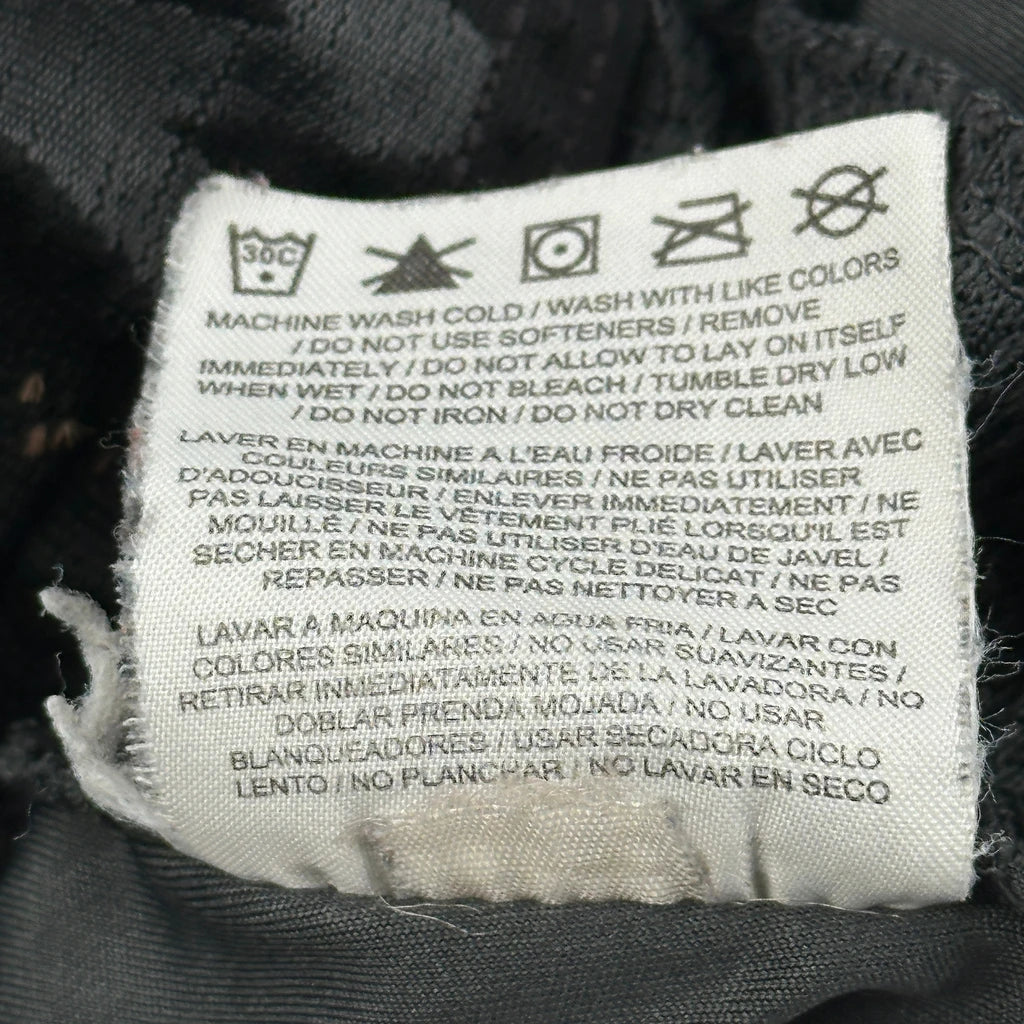 30C
MACHINE WASH COLD / WASH WITH LIKE COLORS
/ DO NOT USE SOFTENERS / REMOVE
IMMEDIATELY / DO NOT ALLOW TO LAY ON ITSELF
WHEN WET / DO NOT BLEACH / TUMBLE DRY LOW
/ DO NOT IRON / DO NOT DRY CLEAN
LAVER EN MACHINE A L'EAU FROIDE / LAVER AVEC
COULEURS SIMILAIRES / NE PAS UTILISER
D'ADOUCISSEUR / ENLEVER IMMEDIATEMENT / NE
PAS LAISSER LE VÊTEMENT PLIÉ LORSQU'IL EST
MOUILLÉ / NE PAS UTILISER D'EAU DE JAVEL /
SECHER EN MACHINE CYCLE DELICAT / NE PAS
REPASSER / NE PAS NETTOYER A SEC
LAVAR A MAQUINA EN AGUA FRIA / LAVAR CON
COLORES SIMILARES / NO USAR SUAVIZANTES /
RETIRAR INMEDIATAMENTE DE LA LAVADORA / NO
DOBLAR PRENDA MOJADA / NO USAR
BLANQUEADORES / USAR SECADORA CICLO
LENTO / NO PLANCHAR / NO LAVAR EN SECO